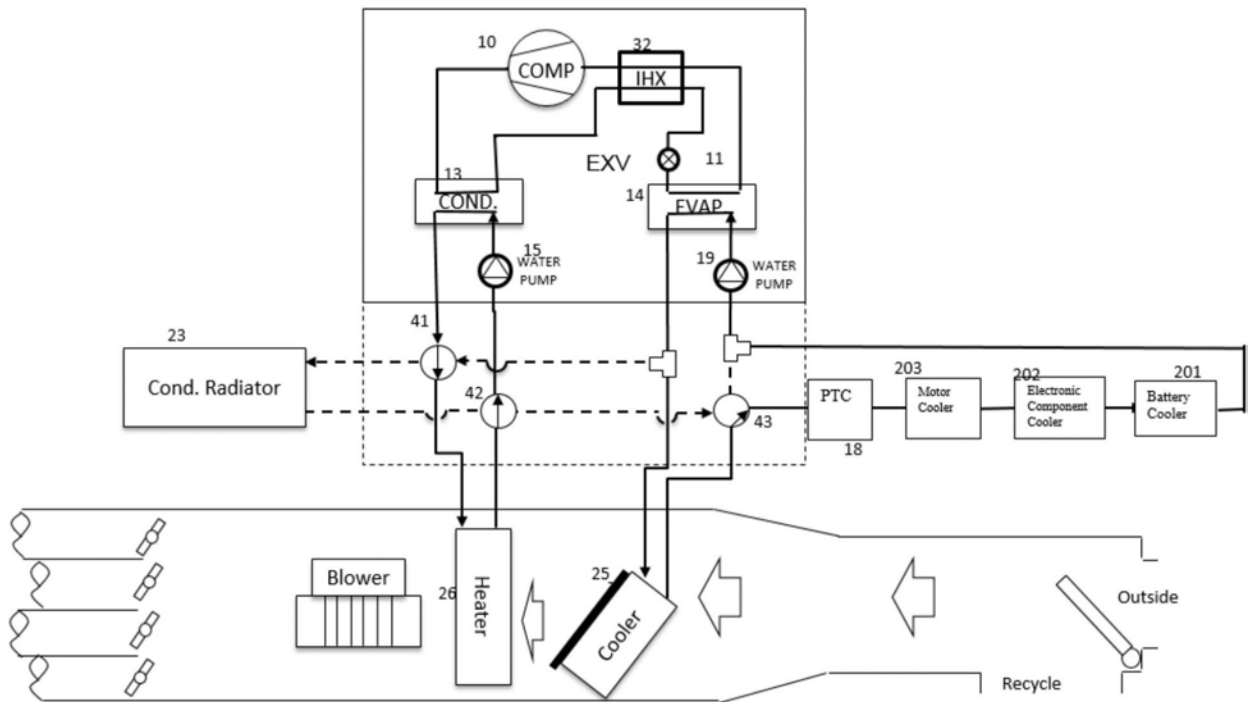 10
COMP
32
IHX
EXV
11
13
COND.
14
EVAP
15
WATER
PUMP
19
WATER
PUMP
41
23
Cond. Radiator
42
43
PTC
18
203
Motor
Cooler
202
Electronic
Component
Cooler
201
Battery
Cooler
Blower
26
Heater
25
Cooler
Outside
Recycle